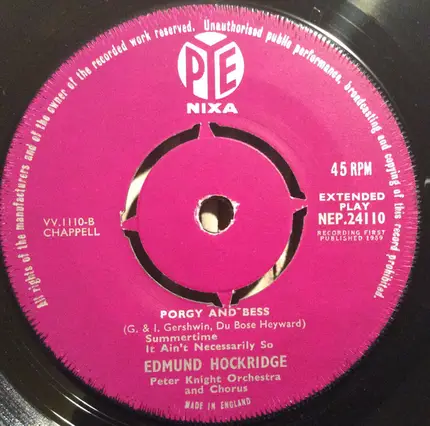 All rights of the manufacturers and of the owner of the recorded work reserved. Unauthorised public performance, broadcasting and copying of this record prohibited.
PYE
NIXA
45 RPM
EXTENDED
PLAY
NEP.24110
RECORDING FIRST
PUBLISHED 1959
VV.1110-B
CHAPPELL
PORGY AND BESS
(G. & I. Gershwin, Du Bose Heyward)
Summertime
It Ain't Necessarily So
EDMUND HOCKRIDGE
Peter Knight Orchestra
and Chorus
MADE IN ENGLAND